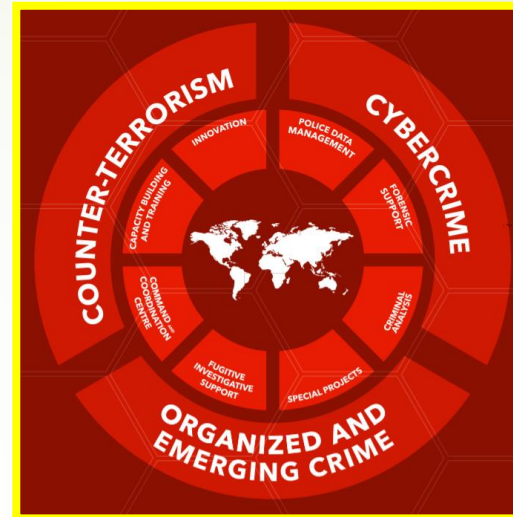 COUNTER-TERRORISM
CYBERCRIME
ORGANIZED AND
EMERGING CRIME
INNOVATION
POLICE DATA
MANAGEMENT
FORENSIC
SUPPORT
CRIMINAL
ANALYSIS
SPECIAL PROJECTS
FUGITIVE
INVESTIGATIVE
SUPPORT
COMMAND AND
COORDINATION
CENTRE
CAPACITY BUILDING
AND TRAINING